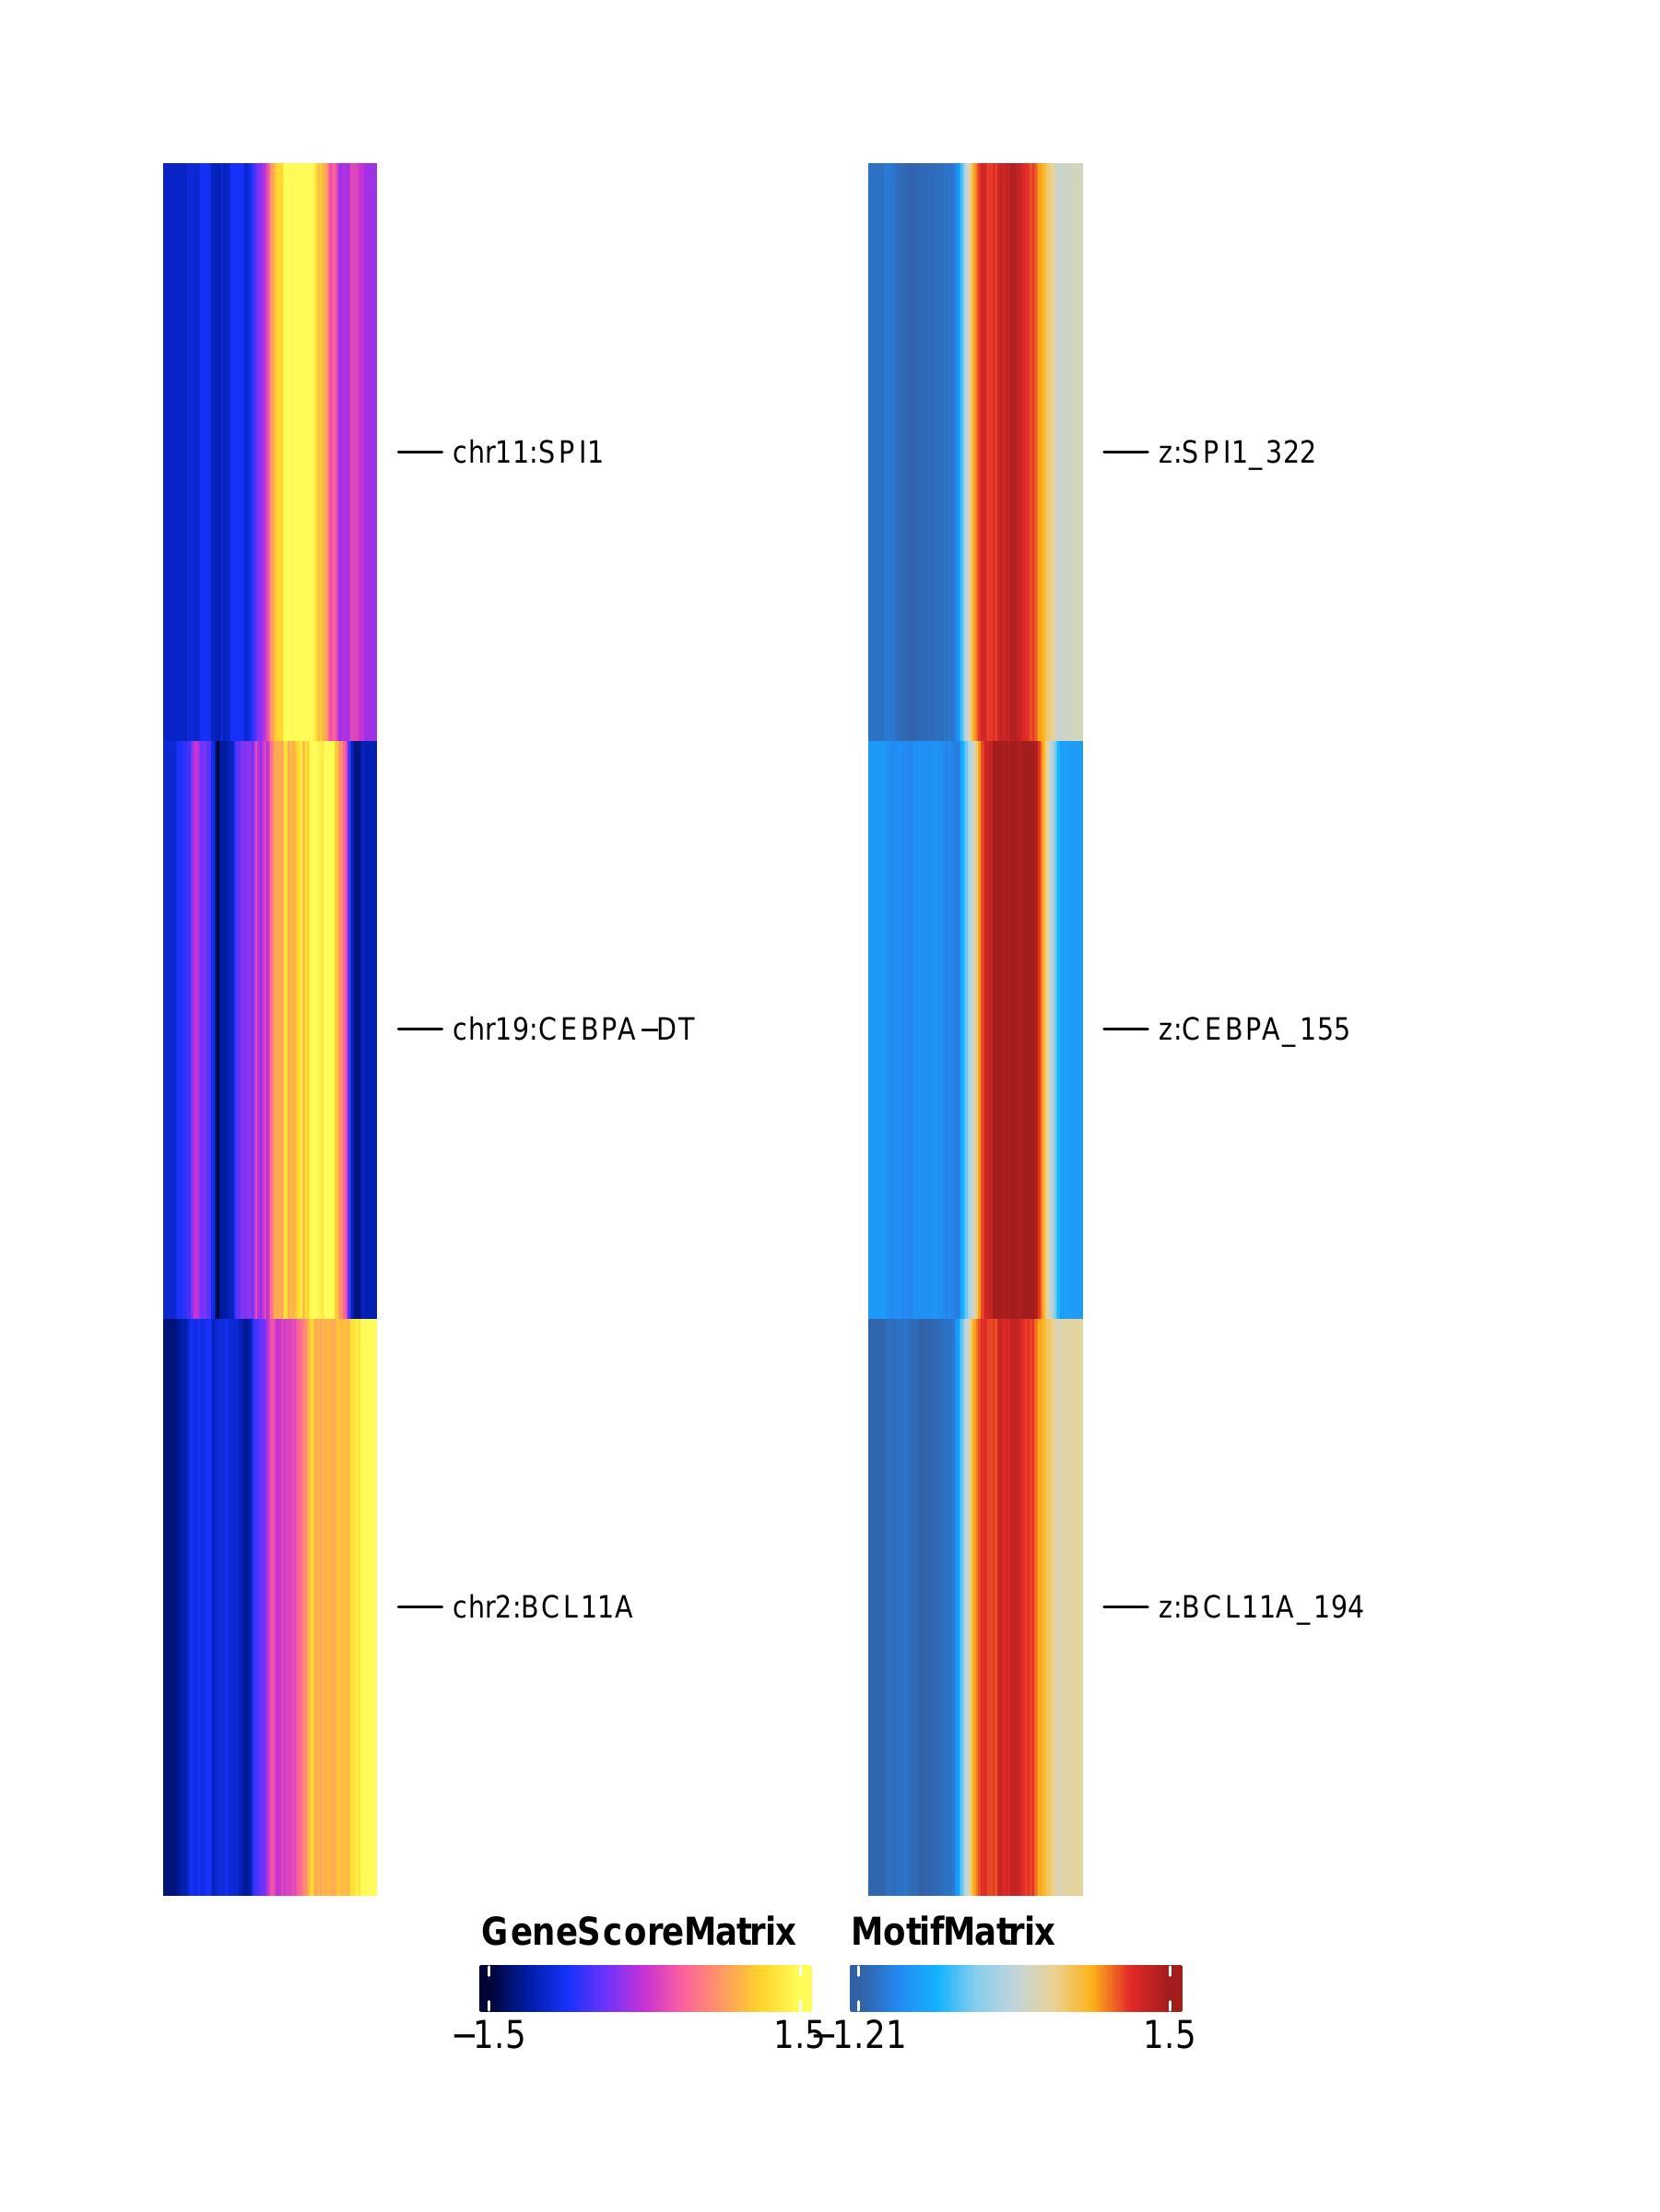 chr11:SPI1
z:SPI1_322
chr19:CEBPA−DT
z:CEBPA_155
chr2:BCL11A
z:BCL11A_194
GeneScoreMatrix
MotifMatrix
−1.5
1.5
−1.21
1.5